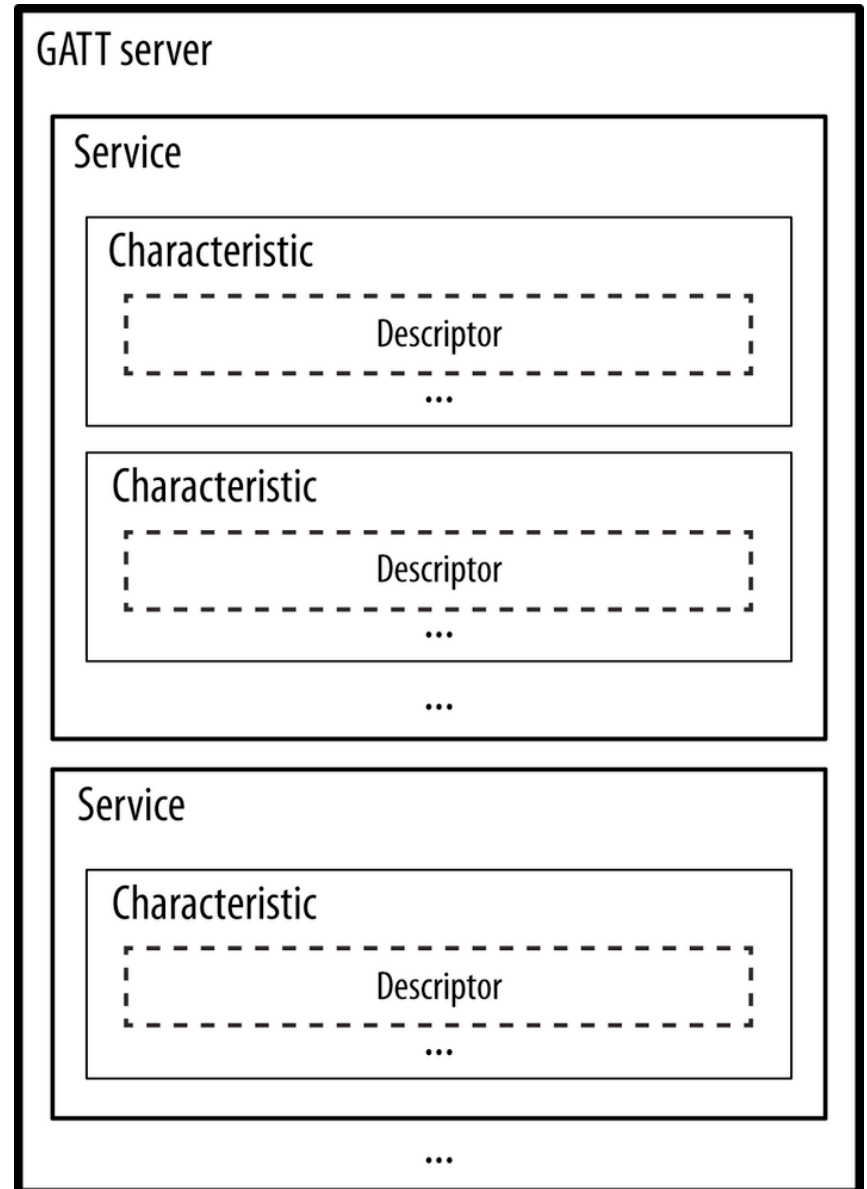 GATT server
Service
Characteristic
Descriptor
...
Characteristic
Descriptor
...
...
Service
Characteristic
Descriptor
...
...